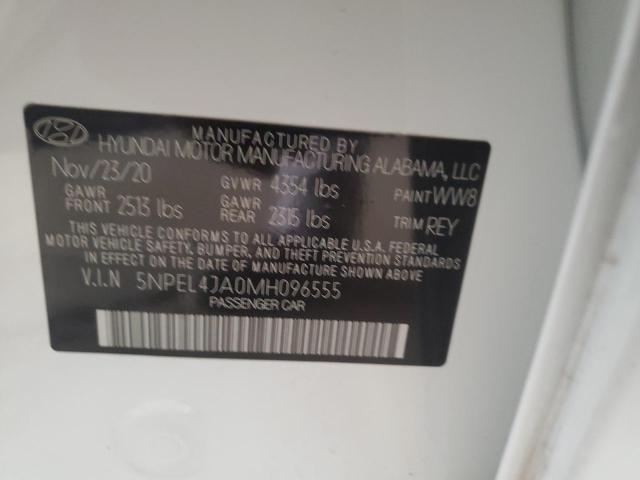 MANUFACTURED BY
HYUNDAI MOTOR MANUFACTURING ALABAMA, LLC
Nov/23/20 GVWR 4354 lbs PAINT WW8
GAWR FRONT 2513 lbs GAWR REAR 2315 lbs TRIM REY
THIS VEHICLE CONFORMS TO ALL APPLICABLE U.S.A. FEDERAL
MOTOR VEHICLE SAFETY, BUMPER, AND THEFT PREVENTION STANDARDS
IN EFFECT ON THE DATE OF MANUFACTURE SHOWN ABOVE.
V.I.N 5NPEL4JA0MH096555
PASSENGER CAR